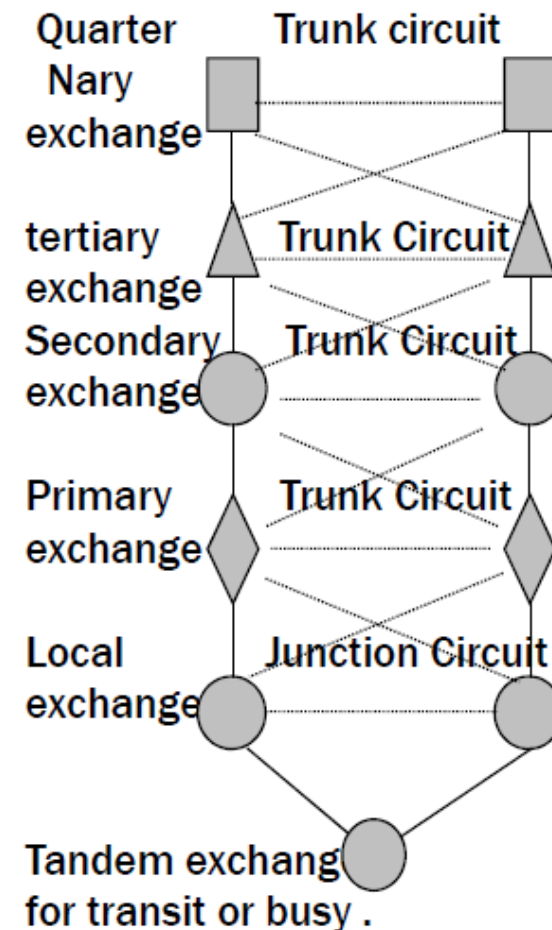 Quarter Trunk circuit
Nary
exchange
tertiary Trunk Circuit
exchange
Secondary Trunk Circuit
exchange
Primary Trunk Circuit
exchange
Local Junction Circuit
exchange
Tandem exchang
for transit or busy .